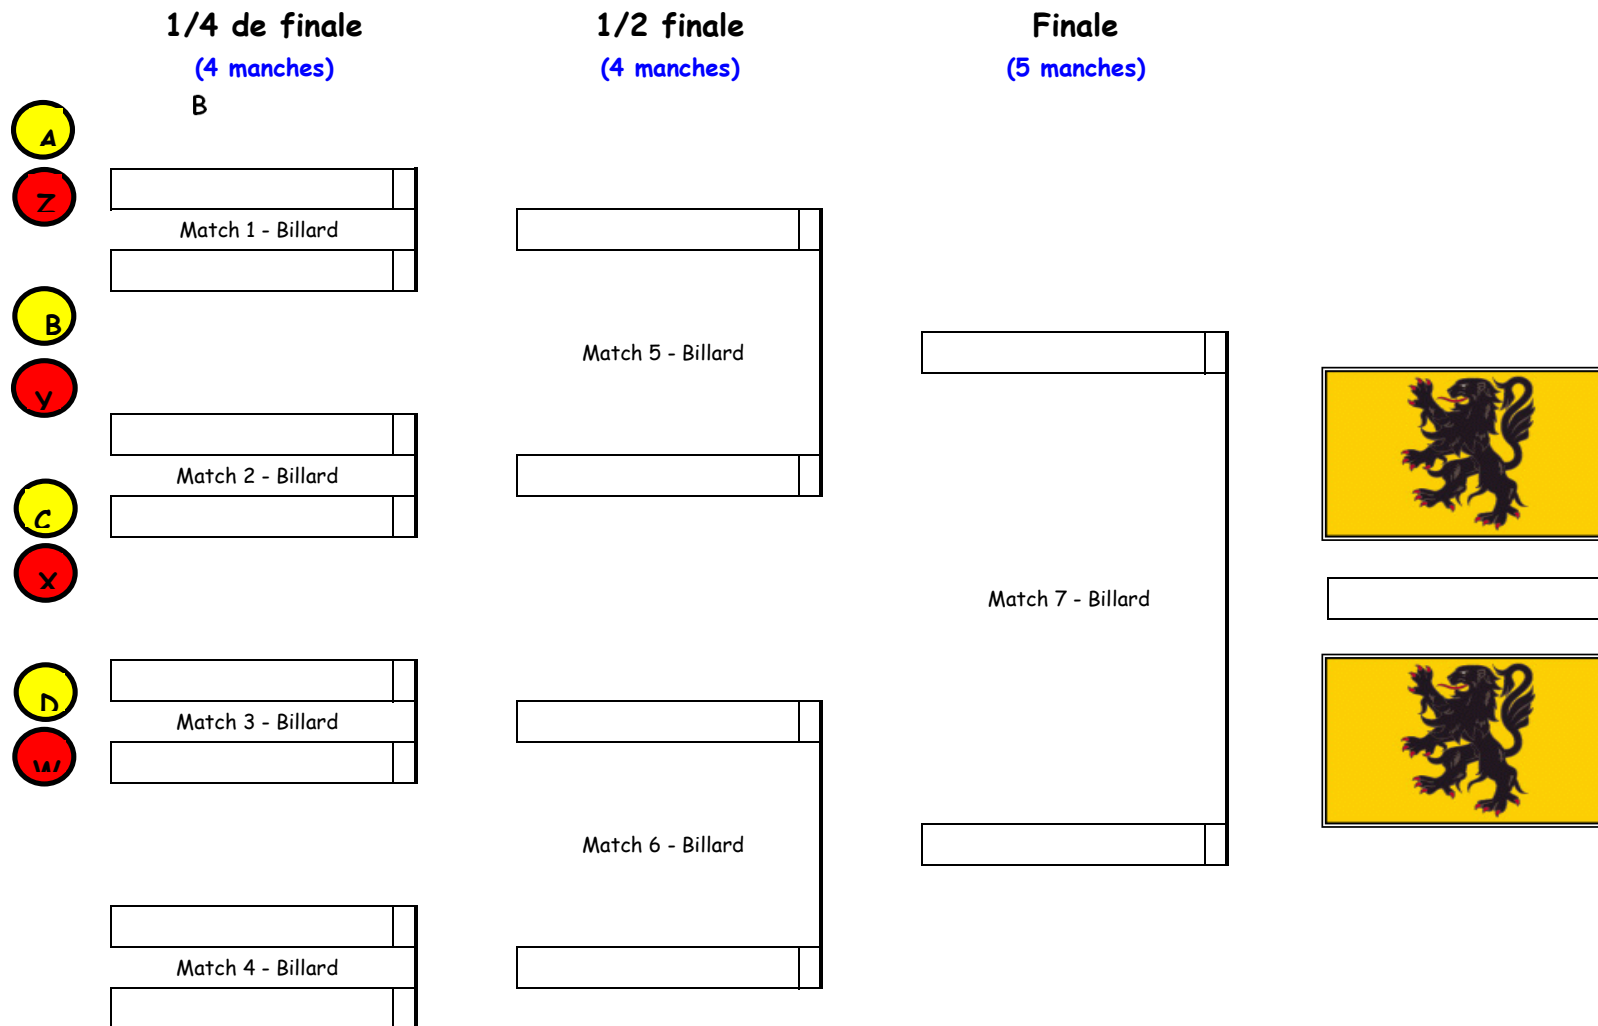 1/4 de finale
1/2 finale
Finale
(4 manches)
(4 manches)
(5 manches)
B
A
Z
Match 1 - Billard
B
Match 5 - Billard
Y
Match 2 - Billard
C
X
Match 7 - Billard
D
Match 3 - Billard
W
Match 6 - Billard
Match 4 - Billard